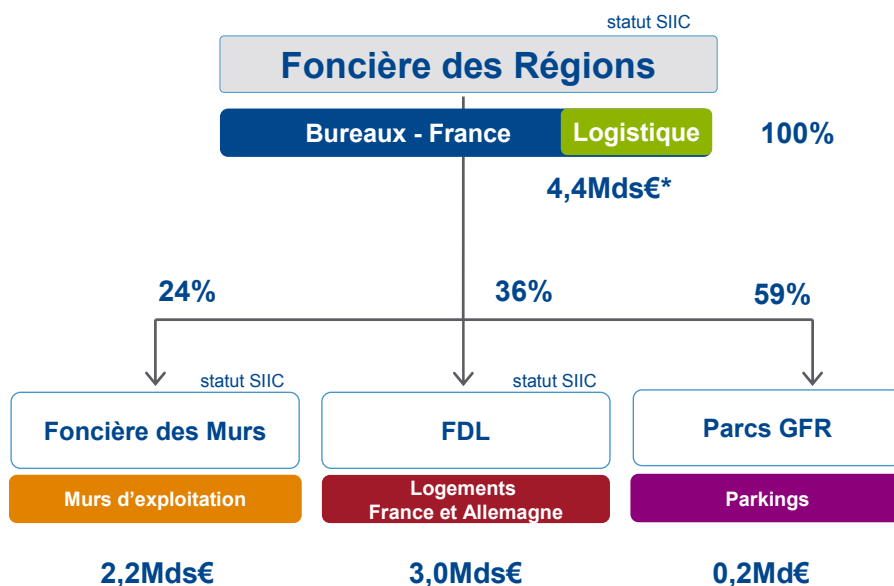 statut SIIC
Foncière des Régions
Bureaux - France
Logistique
100%
4,4Mds€*
24%
36%
59%
statut SIIC
statut SIIC
Foncière des Murs
FDL
Parcs GFR
Murs d'exploitation
Logements
France et Allemagne
Parkings
2,2Mds€
3,0Mds€
0,2Md€